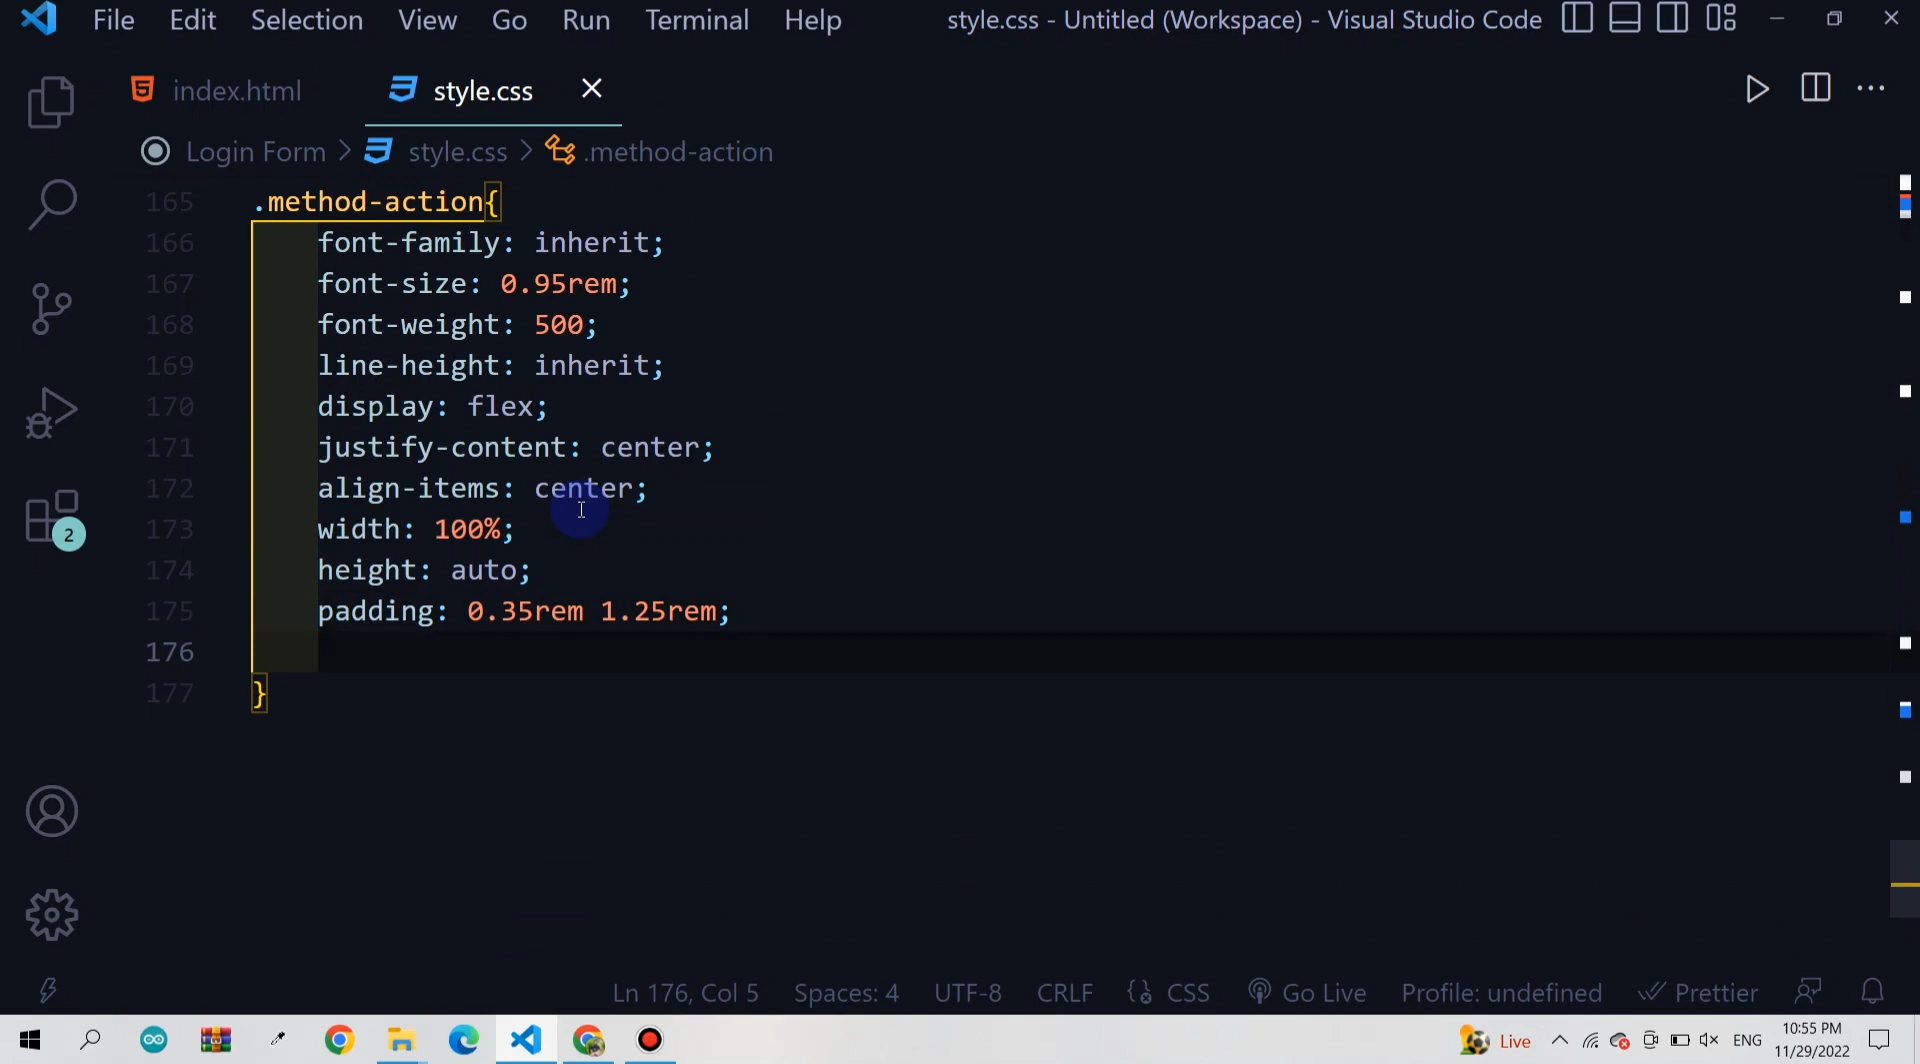 File Edit Selection View Go Run Terminal Help style.css - Untitled (Workspace) - Visual Studio Code
index.html style.css
Login Form > style.css > .method-action
165 .method-action{
166 font-family: inherit;
167 font-size: 0.95rem;
168 font-weight: 500;
169 line-height: inherit;
170 display: flex;
171 justify-content: center;
172 align-items: center;
173 width: 100%;
174 height: auto;
175 padding: 0.35rem 1.25rem;
176
177 }
2
Ln 176, Col 5 Spaces: 4 UTF-8 CRLF CSS Go Live Profile: undefined Prettier
Live ENG 10:55 PM
11/29/2022